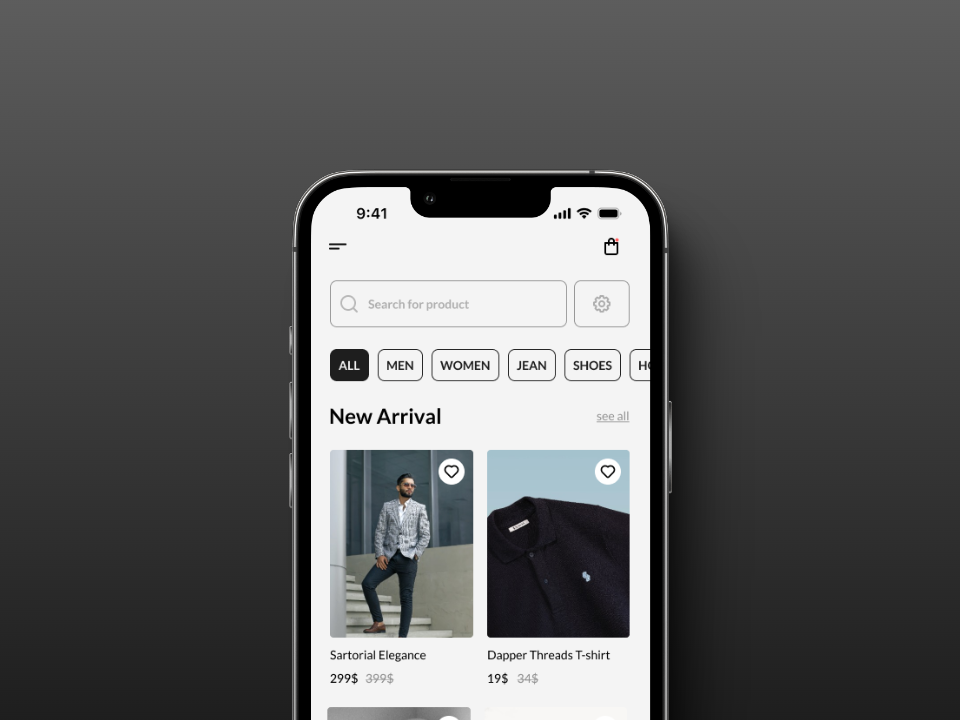 9:41
Search for product
ALL MEN WOMEN JEAN SHOES
New Arrival see all
Sartorial Elegance Dapper Threads T-shirt
299$ 399$ 19$ 34$